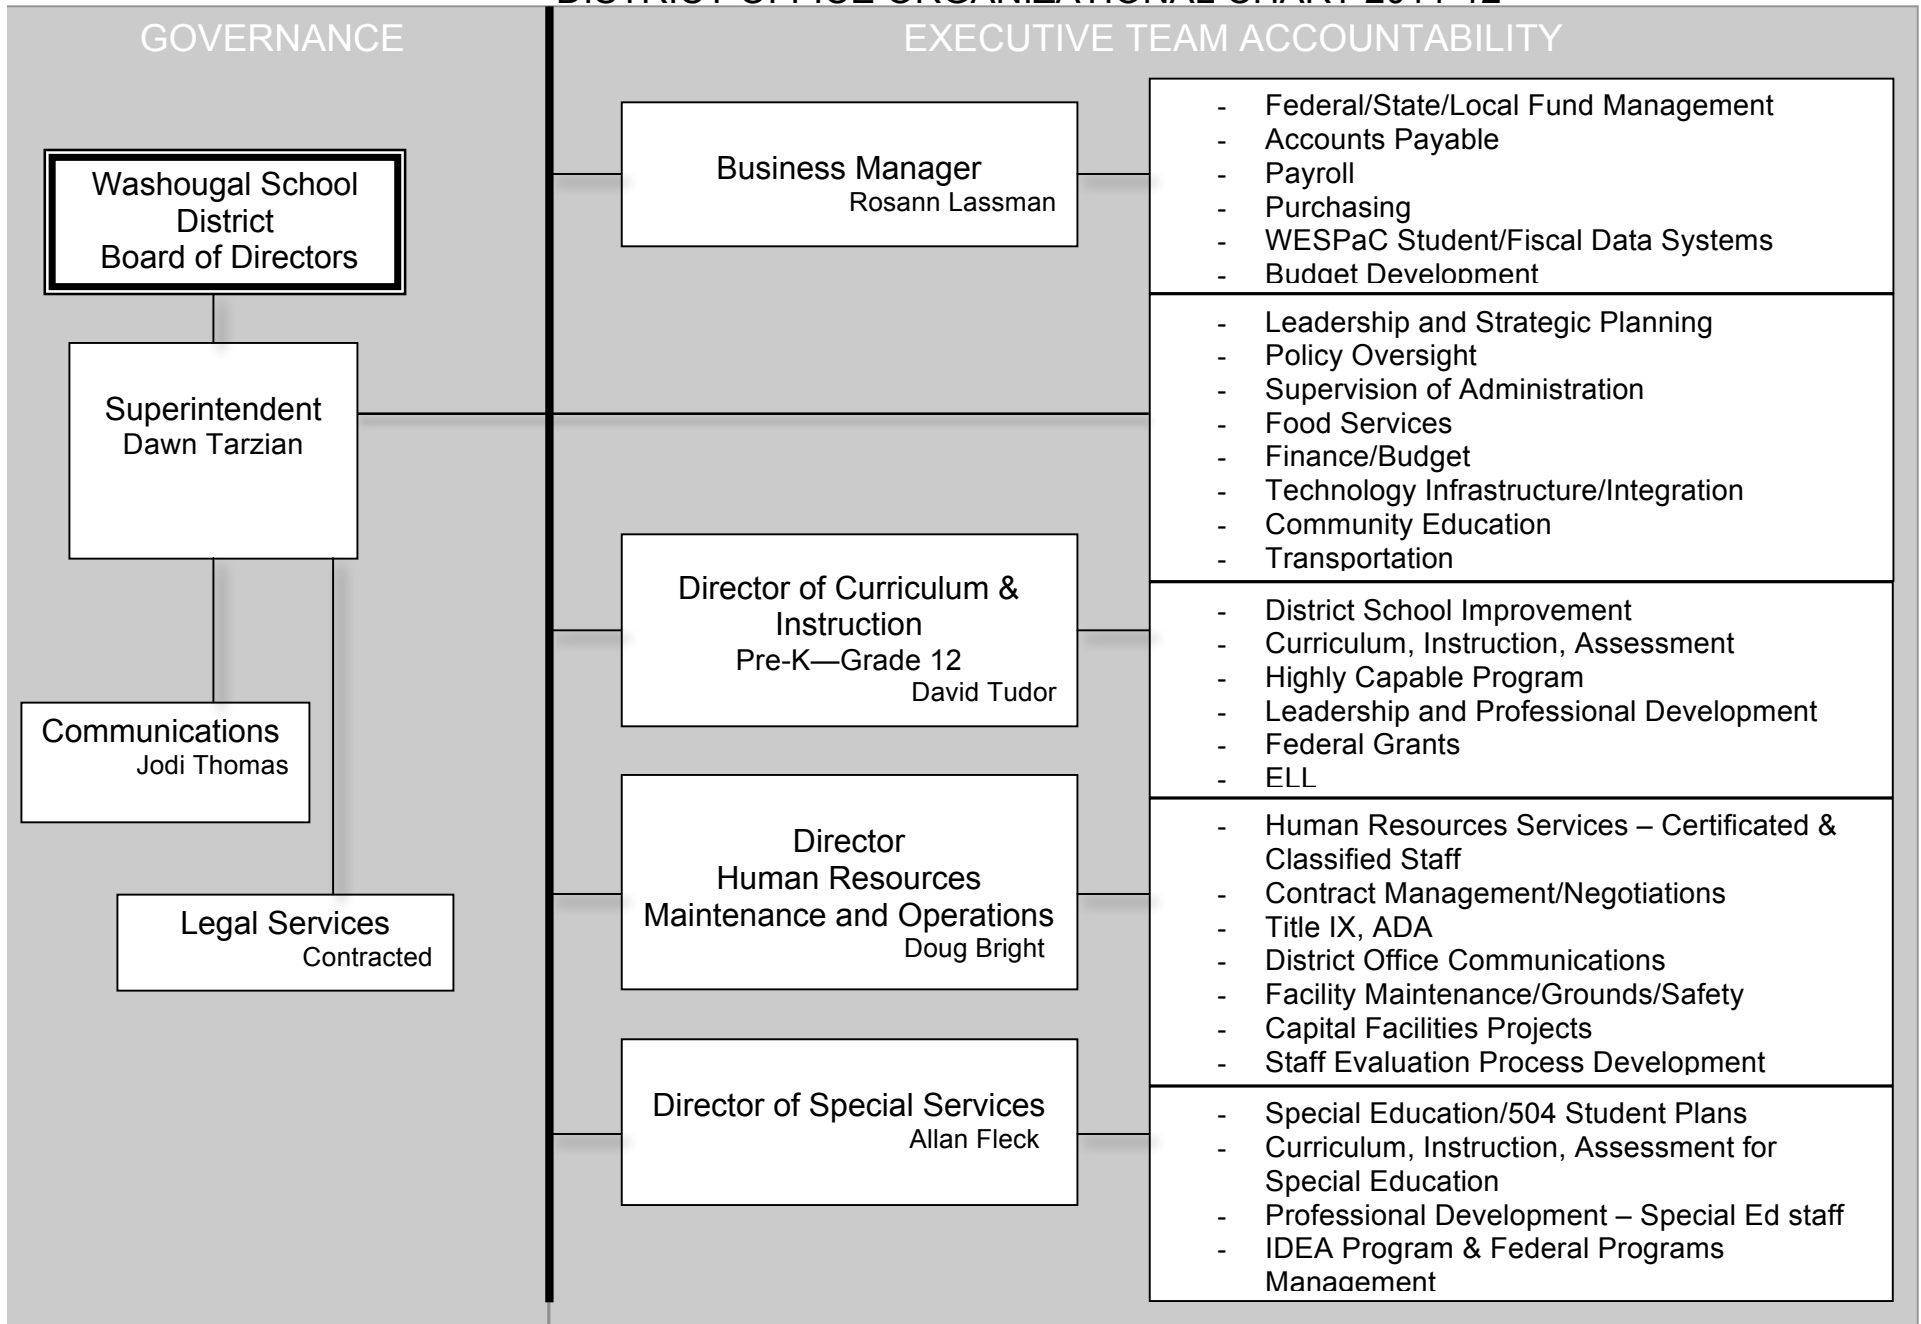 DISTRICT OFFICE ORGANIZATIONAL CHART 2011-12
GOVERNANCE
Washougal School
District
Board of Directors
Superintendent
Dawn Tarzian
Communications
Jodi Thomas
Legal Services
Contracted
EXECUTIVE TEAM ACCOUNTABILITY
Business Manager
Rosann Lassman
- Federal/State/Local Fund Management
- Accounts Payable
- Payroll
- Purchasing
- WESPaC Student/Fiscal Data Systems
- Budget Development
- Leadership and Strategic Planning
- Policy Oversight
- Supervision of Administration
- Food Services
- Finance/Budget
- Technology Infrastructure/Integration
- Community Education
- Transportation
Director of Curriculum &
Instruction
Pre-K—Grade 12
David Tudor
- District School Improvement
- Curriculum, Instruction, Assessment
- Highly Capable Program
- Leadership and Professional Development
- Federal Grants
- ELL
Director
Human Resources
Maintenance and Operations
Doug Bright
- Human Resources Services – Certificated &
Classified Staff
- Contract Management/Negotiations
- Title IX, ADA
- District Office Communications
- Facility Maintenance/Grounds/Safety
- Capital Facilities Projects
- Staff Evaluation Process Development
Director of Special Services
Allan Fleck
- Special Education/504 Student Plans
- Curriculum, Instruction, Assessment for
Special Education
- Professional Development – Special Ed staff
- IDEA Program & Federal Programs
Management